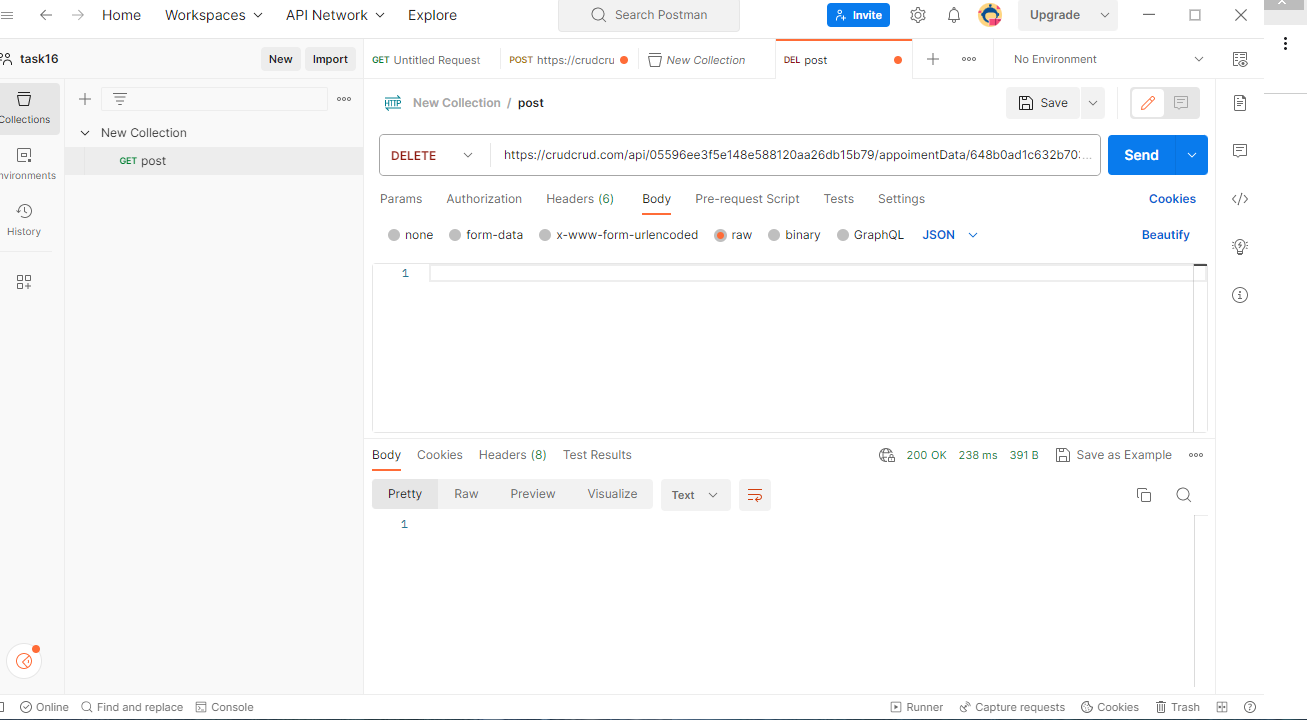 Home Workspaces API Network Explore Search Postman Invite Upgrade
task16 New Import GET Untitled Request POST https://crudcru New Collection DEL post No Environment
Collections New Collection / post Save
New Collection
GET post DELETE https://crudcrud.com/api/05596ee3f5e148e588120aa26db15b79/appoimentData/648b0ad1c632b70... Send
nvironments
Params Authorization Headers (6) Body Pre-request Script Tests Settings Cookies
History
none form-data x-www-form-urlencoded raw binary GraphQL JSON Beautify
1
Body Cookies Headers (8) Test Results 200 OK 238 ms 391 B Save as Example
Pretty Raw Preview Visualize Text
1
Online Find and replace Console Runner Capture requests Cookies Trash